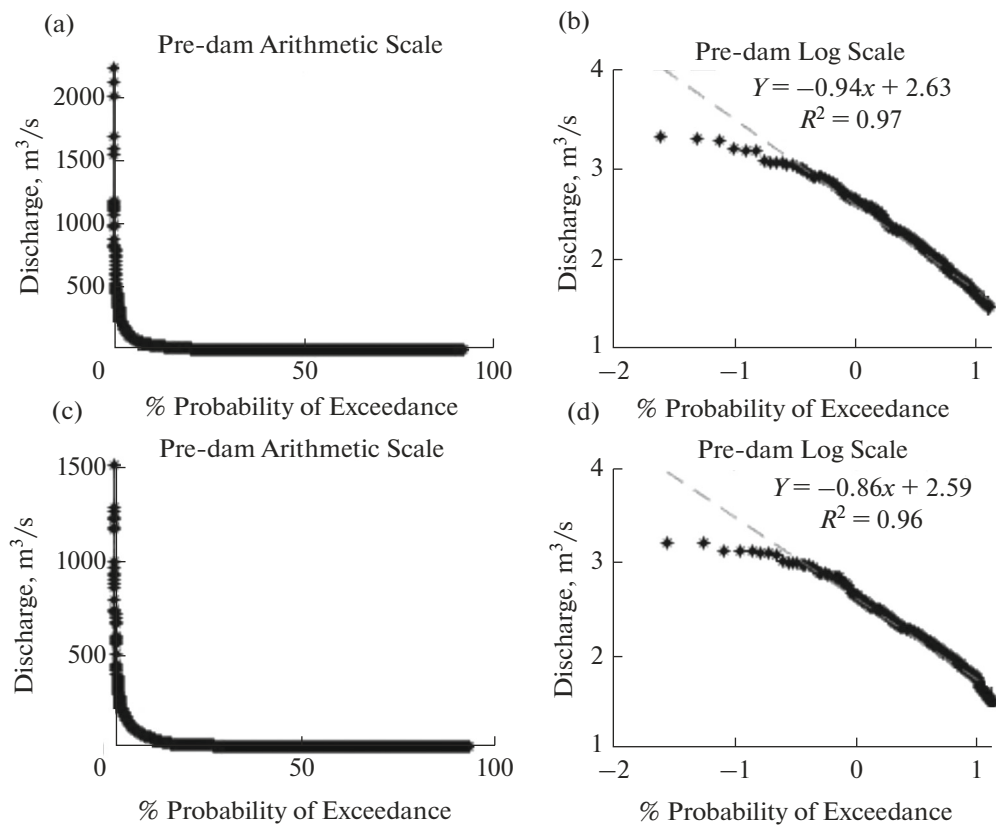 (a)
Pre-dam Arithmetic Scale
2000
1500
1000
500
0
50
100
Discharge, m³/s
% Probability of Exceedance
(b)
Pre-dam Log Scale
Y = −0.94x + 2.63
R² = 0.97
4
3
2
1
−2
−1
0
1
Discharge, m³/s
% Probability of Exceedance
(c)
Pre-dam Arithmetic Scale
1500
1000
500
0
50
100
Discharge, m³/s
% Probability of Exceedance
(d)
Pre-dam Log Scale
Y = −0.86x + 2.59
R² = 0.96
4
3
2
1
−2
−1
0
1
Discharge, m³/s
% Probability of Exceedance